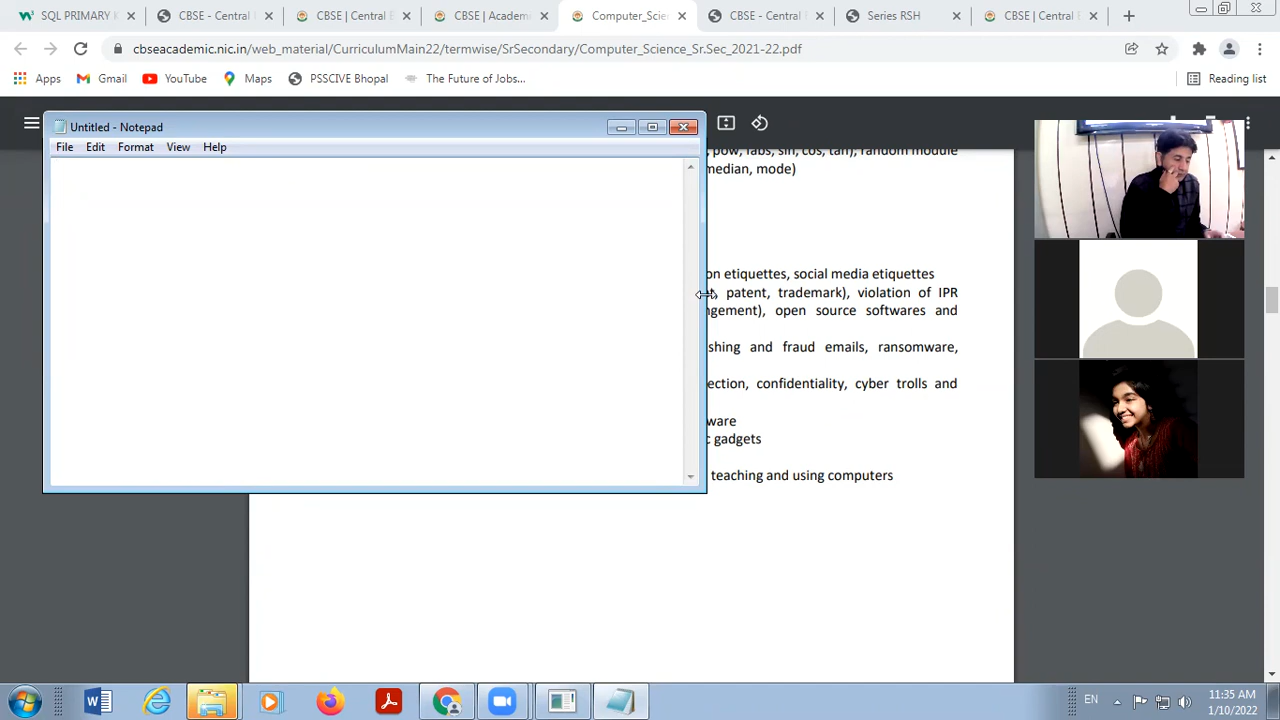 SQL PRIMARY K
CBSE - Central
CBSE | Central E
CBSE | Academ
Computer_Scie
CBSE - Central
Series RSH
CBSE | Central
cbseacademic.nic.in/web_material/CurriculumMain22/termwise/SrSecondary/Computer_Science_Sr.Sec_2021-22.pdf
Apps
Gmail
YouTube
Maps
PSSCIVE Bhopal
The Future of Jobs...
Reading list
Untitled - Notepad
File Edit Format View Help
, pow, fabs, sin, cos, tan), random module
median, mode)
on etiquettes, social media etiquettes
patent, trademark), violation of IPR
ngement), open source softwares and
shing and fraud emails, ransomware,
ection, confidentiality, cyber trolls and
ware
c gadgets
teaching and using computers
EN
11:35 AM
1/10/2022